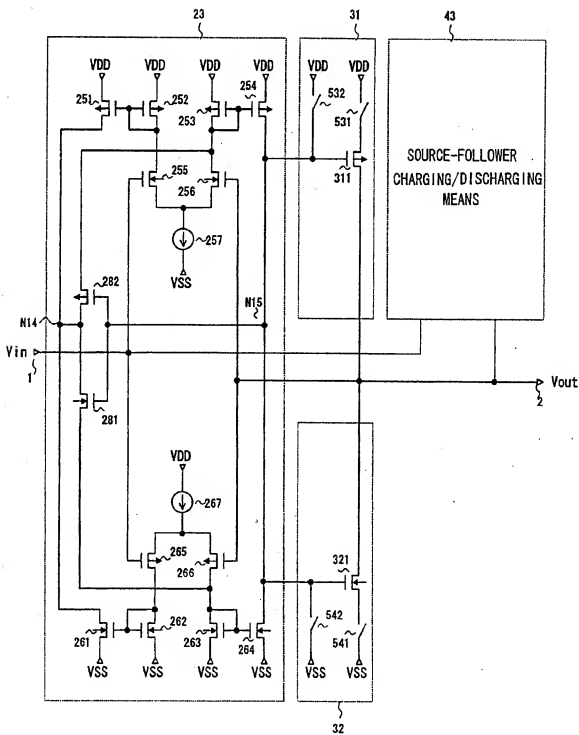 23
31
43
VDD VDD VDD VDD
VDD VDD
251 252 253 254
532
531
311
SOURCE-FOLLOWER
CHARGING/DISCHARGING
MEANS
255
256
257
VSS
282
N14
N15
Vin
1
Vout
2
281
VDD
267
265
266
321
261 262 263 264
542
541
VSS VSS VSS VSS
VSS VSS
32